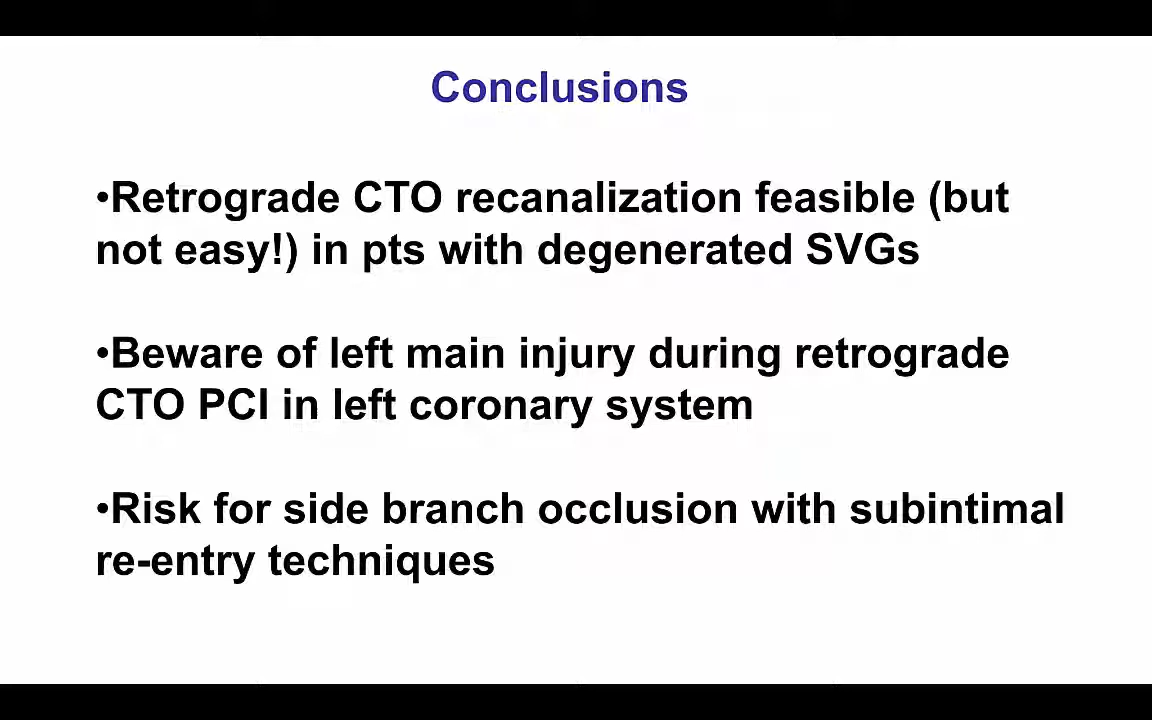 Conclusions
•Retrograde CTO recanalization feasible (but
not easy!) in pts with degenerated SVGs
•Beware of left main injury during retrograde
CTO PCI in left coronary system
•Risk for side branch occlusion with subintimal
re-entry techniques